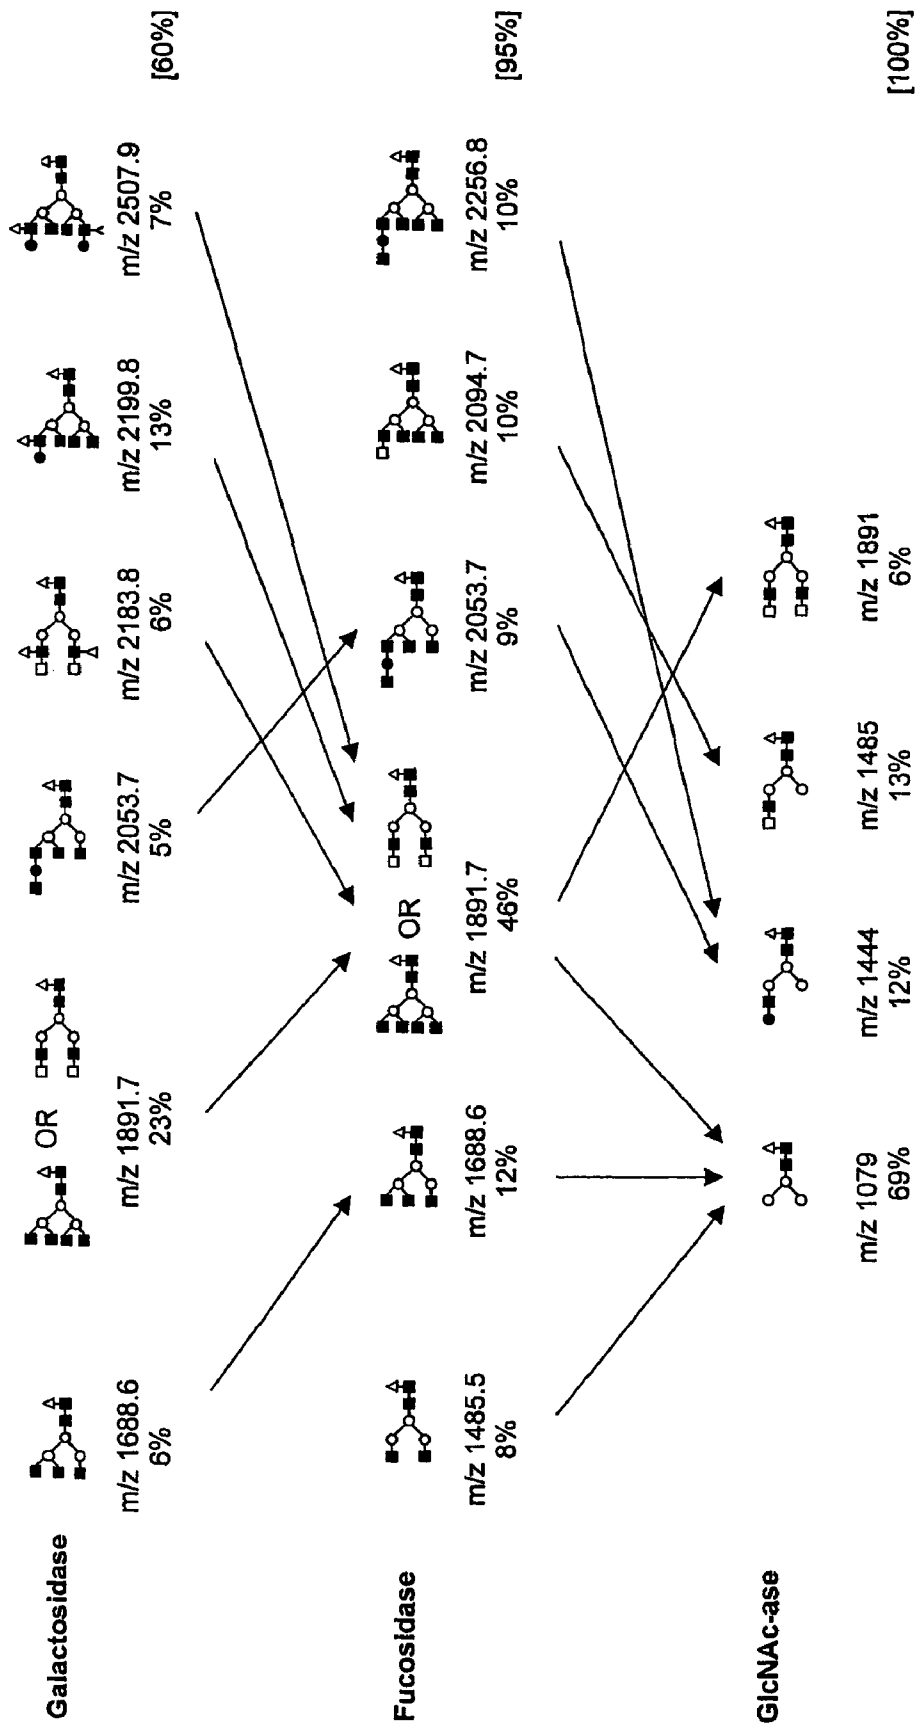 Galactosidase
m/z 1688.6
6%
OR
m/z 1891.7
23%
m/z 2053.7
5%
m/z 2183.8
6%
m/z 2199.8
13%
m/z 2507.9
7%
[60%]
Fucosidase
m/z 1485.5
8%
m/z 1688.6
12%
OR
m/z 1891.7
46%
m/z 2053.7
9%
m/z 2094.7
10%
m/z 2256.8
10%
[95%]
GlcNAc-ase
m/z 1079
69%
m/z 1444
12%
m/z 1485
13%
m/z 1891
6%
[100%]